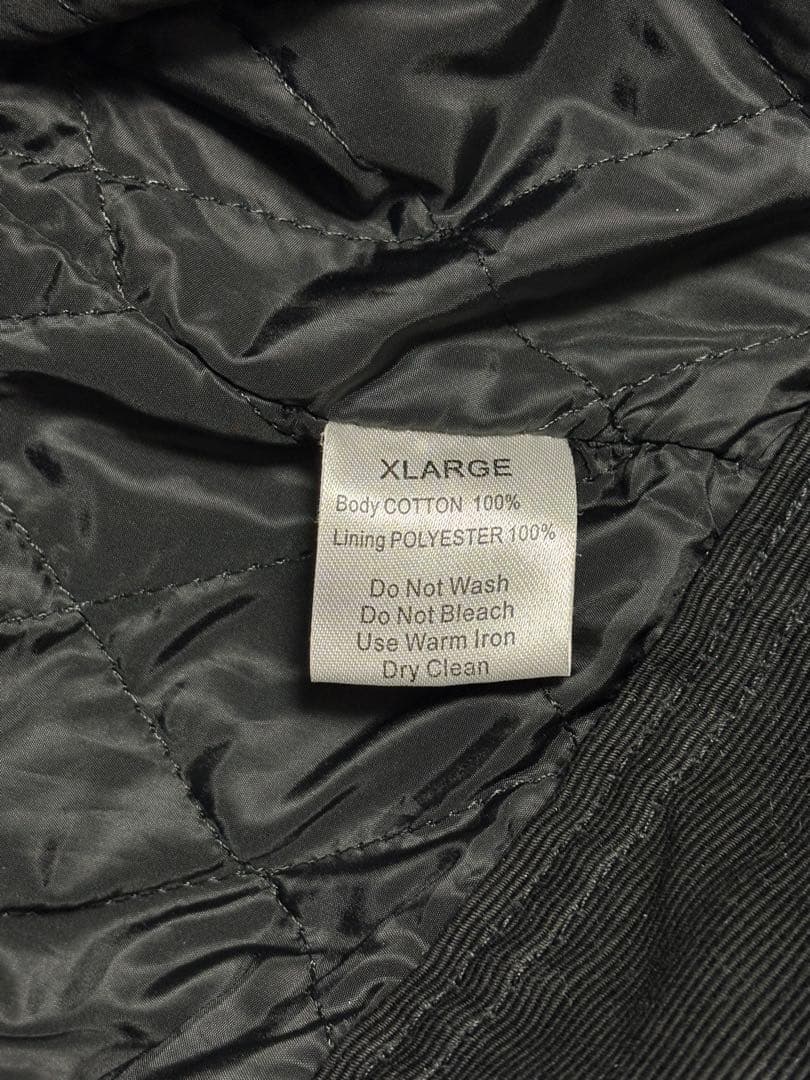 XLARGE
Body COTTON 100%
Lining POLYESTER 100%
Do Not Wash
Do Not Bleach
Use Warm Iron
Dry Clean